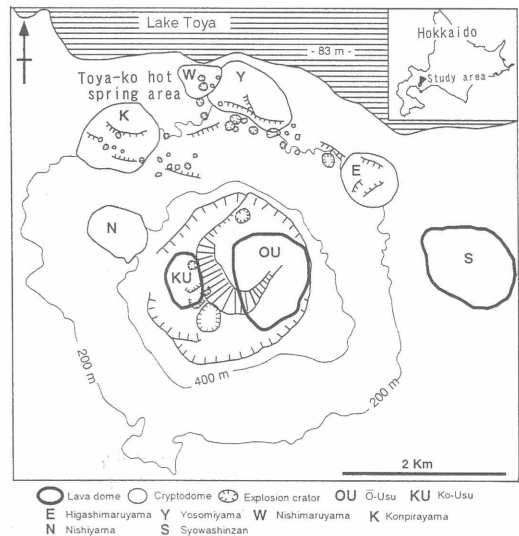 Lake Toya
- 83 m -
Hokkaido
Study area
Toya-ko hot
spring area
W
Y
K
E
N
OU
KU
S
200 m
400 m
200 m
2 Km
Lava dome Cryptodome Explosion crator OU Ō-Usu KU Ko-Usu
E Higashimaruyama Y Yosomiyama W Nishimaruyama K Konpirayama
N Nishiyama S Syowashinzan